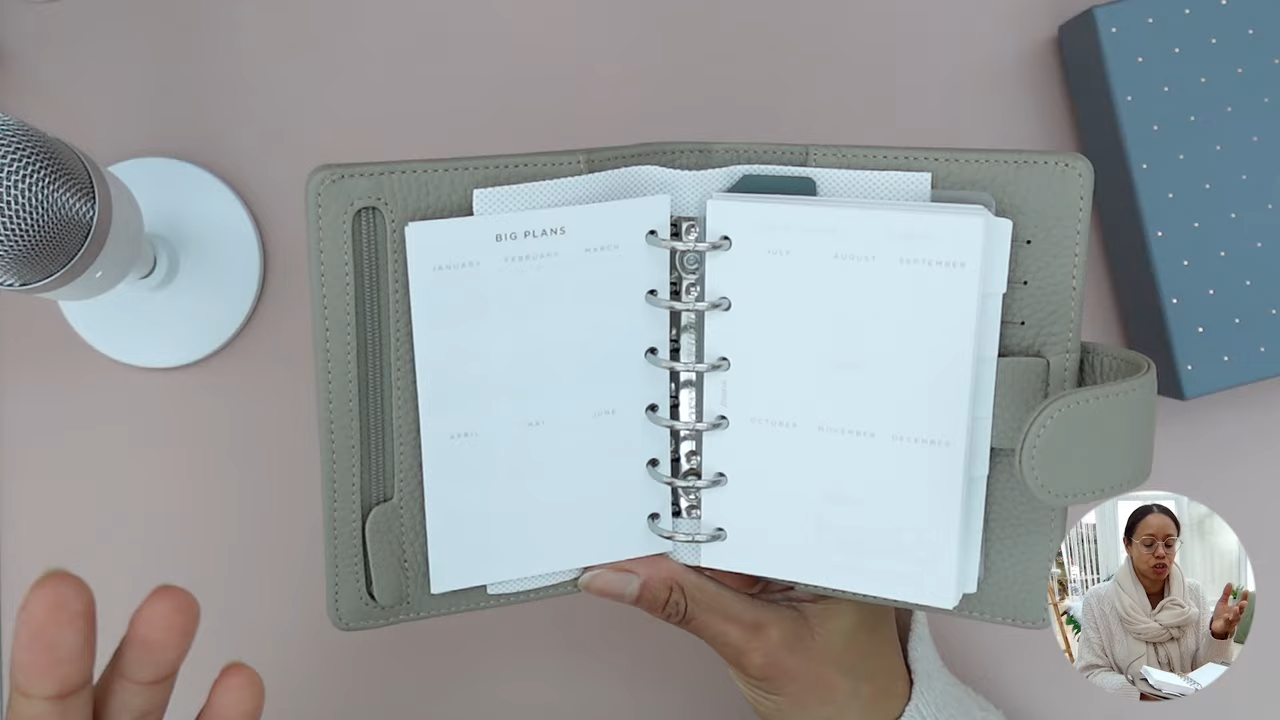 BIG PLANS
JANUARY FEBRUARY MARCH
APRIL MAY JUNE
JULY AUGUST SEPTEMBER
OCTOBER NOVEMBER DECEMBER